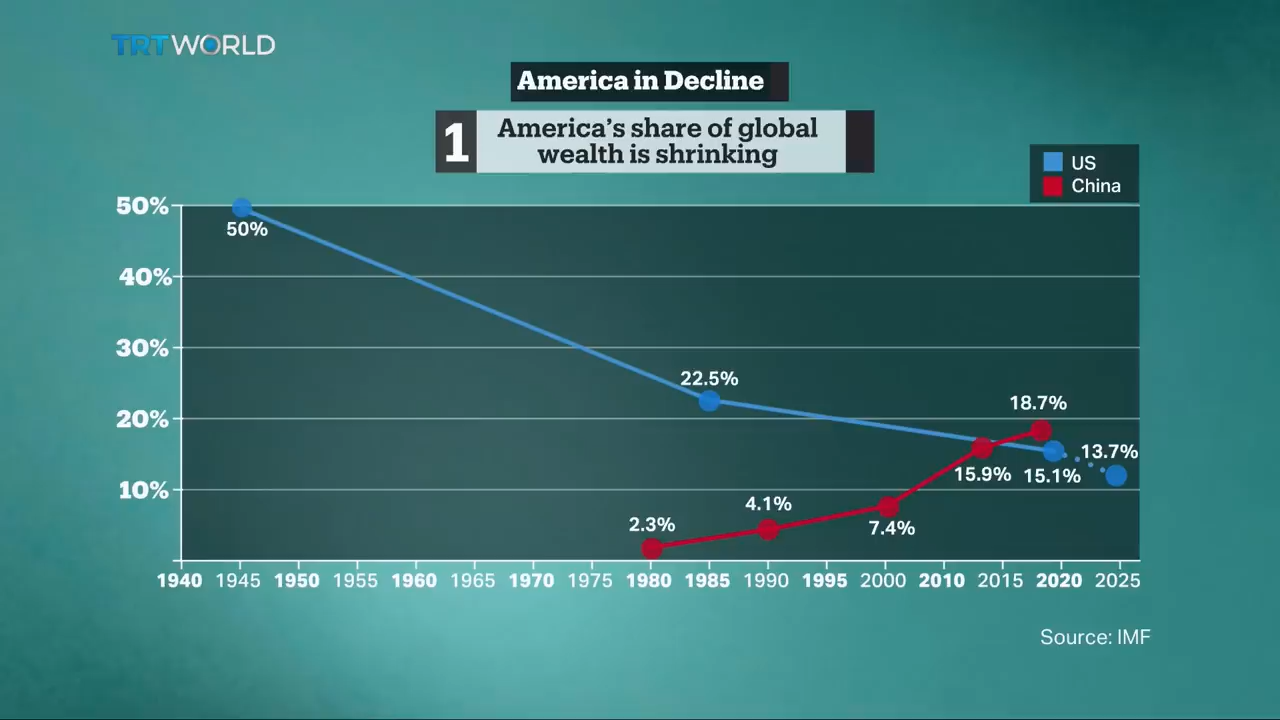 TRT WORLD
America in Decline
1
America's share of global
wealth is shrinking
US
China
50%
40%
30%
20%
10%
50%
22.5%
18.7%
13.7%
15.9%
15.1%
2.3%
4.1%
7.4%
1940 1945 1950 1955 1960 1965 1970 1975 1980 1985 1990 1995 2000 2010 2015 2020 2025
Source: IMF